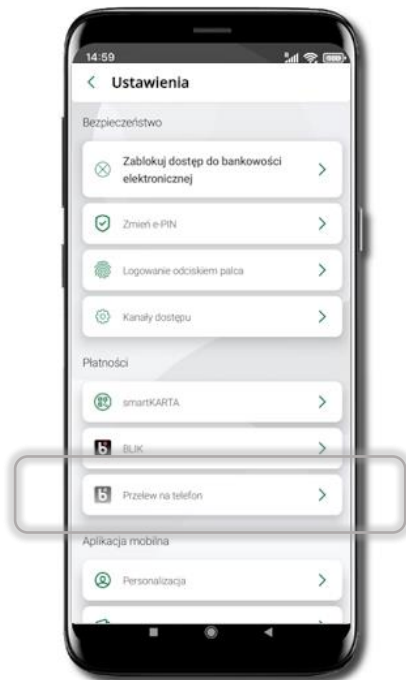 14:59
Ustawienia
Bezpieczeństwo
Zablokuj dostęp do bankowości
elektronicznej
Zmień e-PIN
Logowanie odciskiem palca
Kanały dostępu
Płatności
smartKARTA
BLIK
Przelew na telefon
Aplikacja mobilna
Personalizacja